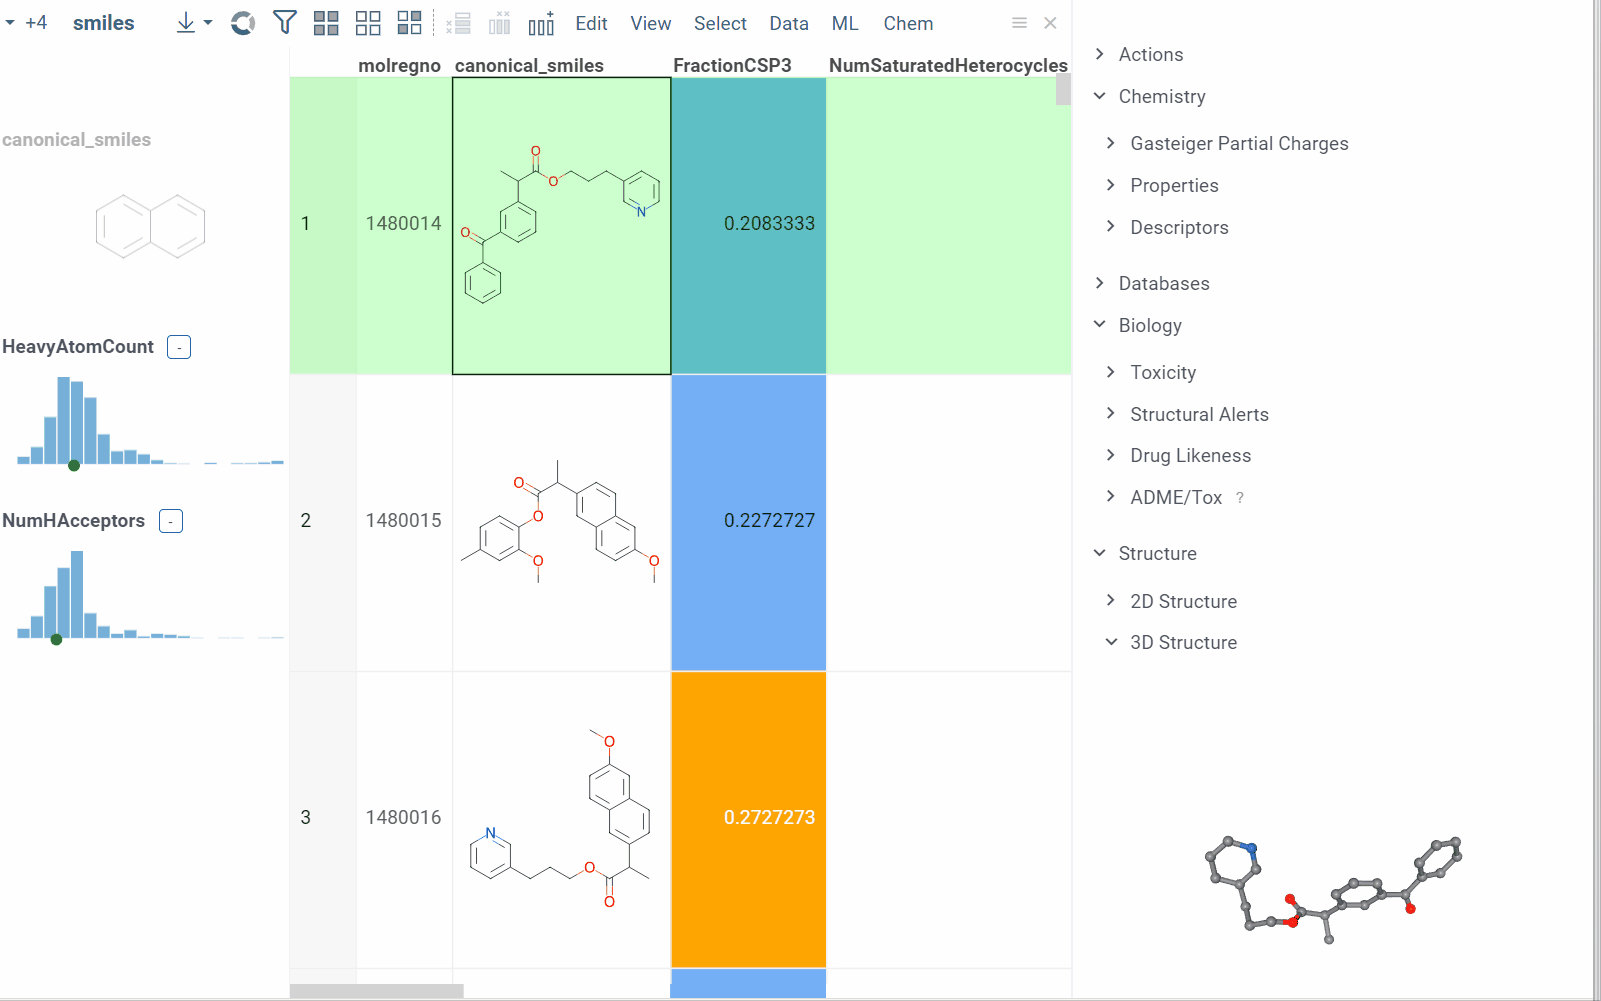 +4 smiles Edit View Select Data ML Chem
canonical_smiles
HeavyAtomCount -
NumHAcceptors -
molregno canonical_smiles FractionCSP3 NumSaturatedHeterocycles
1 1480014 O O O N 0.2083333
2 1480015 O O O O 0.2272727
3 1480016 O N O O 0.2727273
Actions
Chemistry
Gasteiger Partial Charges
Properties
Descriptors
Databases
Biology
Toxicity
Structural Alerts
Drug Likeness
ADME/Tox ?
Structure
2D Structure
3D Structure